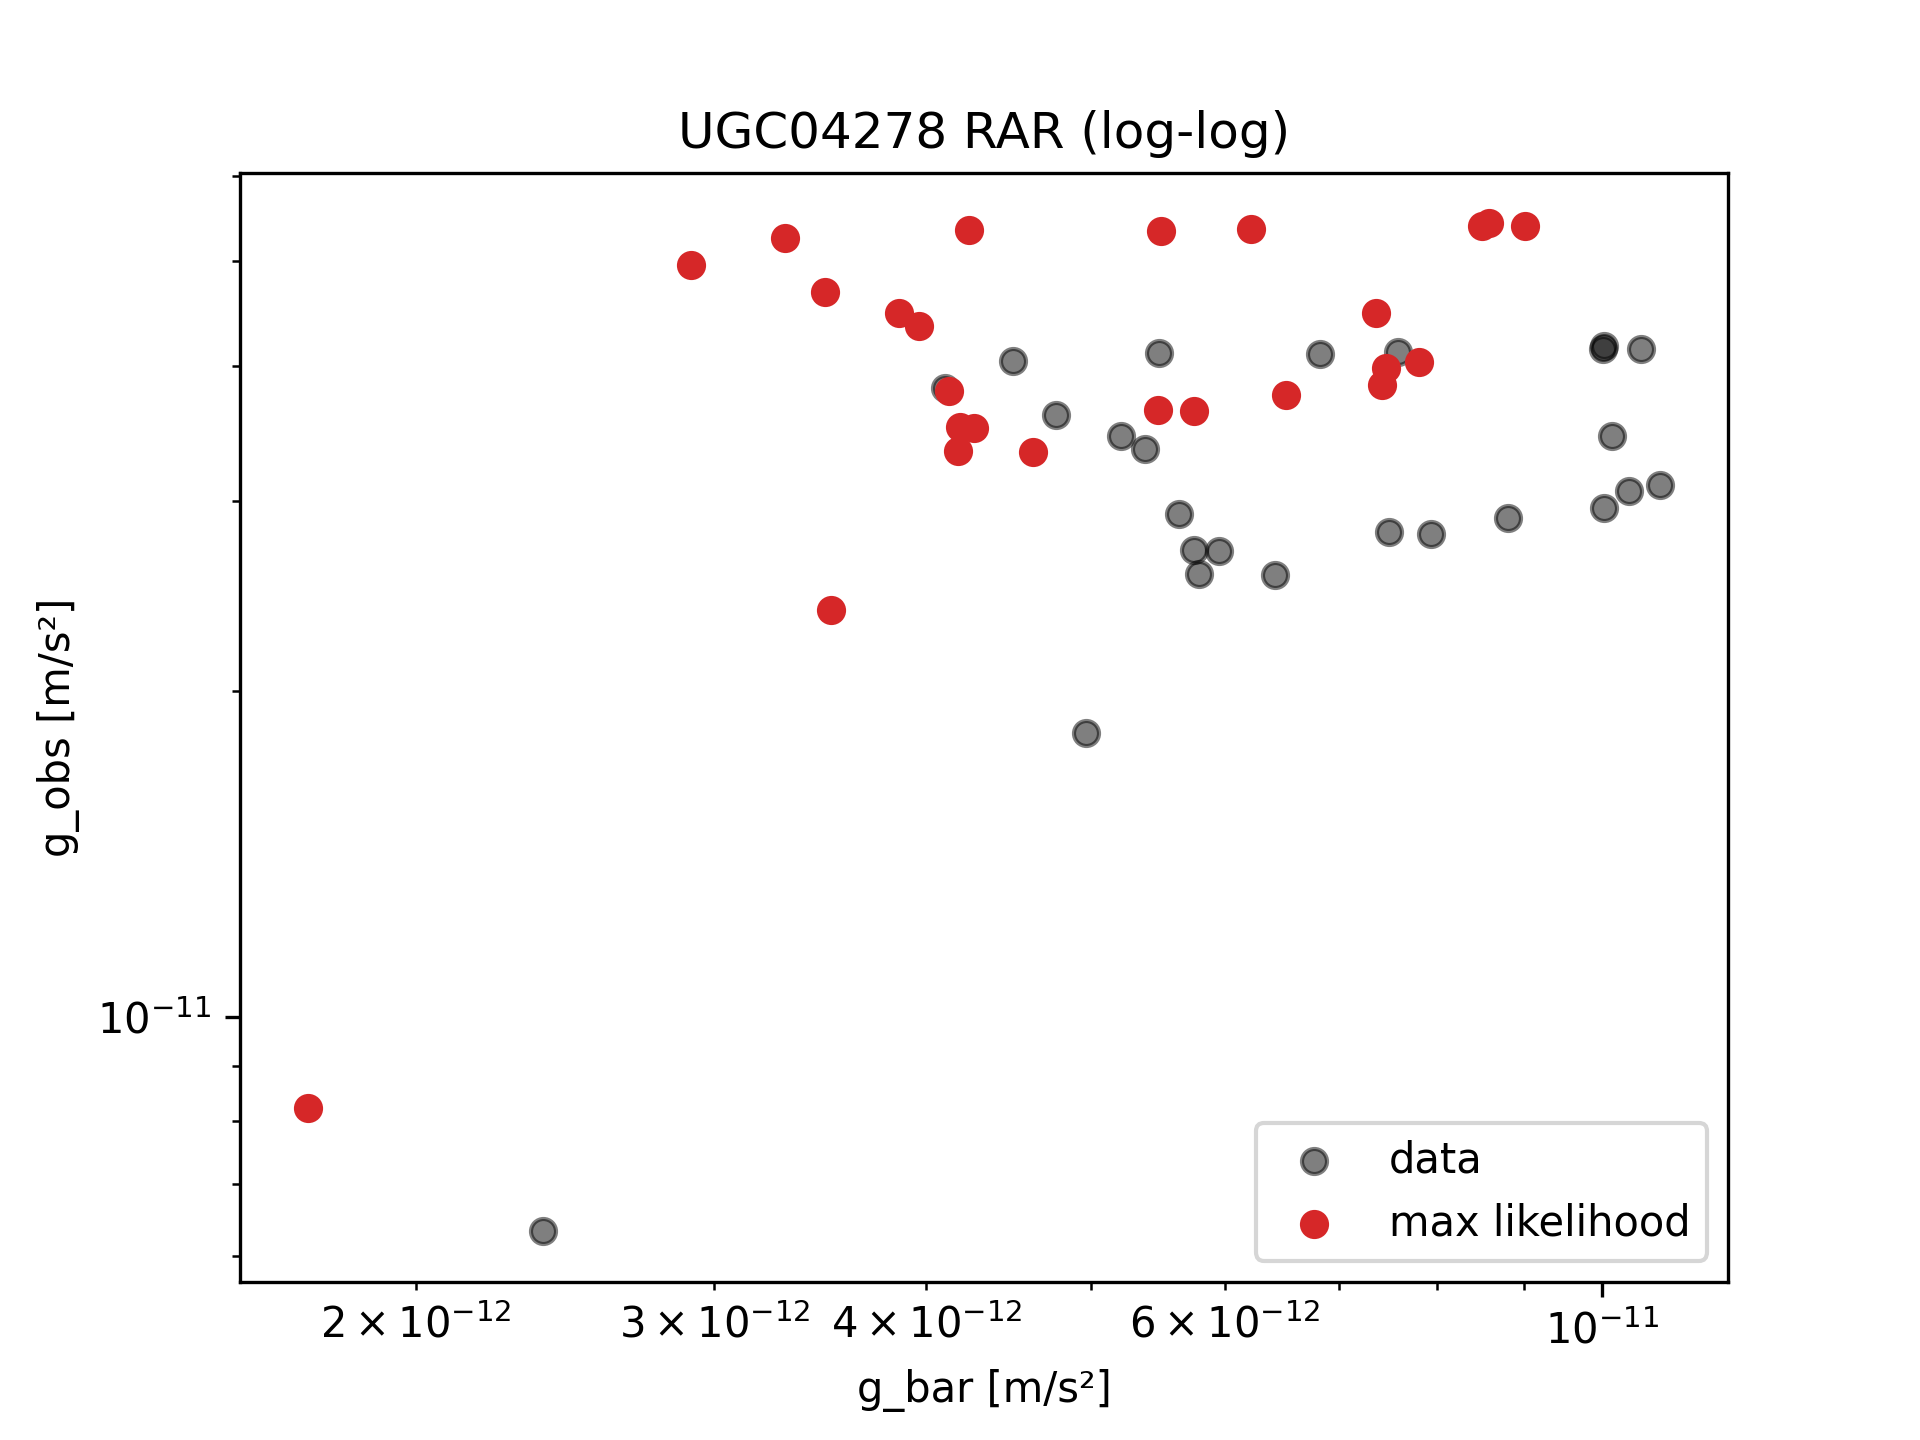 UGC04278 RAR (log-log)
g_obs [m/s²]
10⁻¹¹
data
max likelihood
2 × 10⁻¹² 3 × 10⁻¹² 4 × 10⁻¹² 6 × 10⁻¹² 10⁻¹¹
g_bar [m/s²]